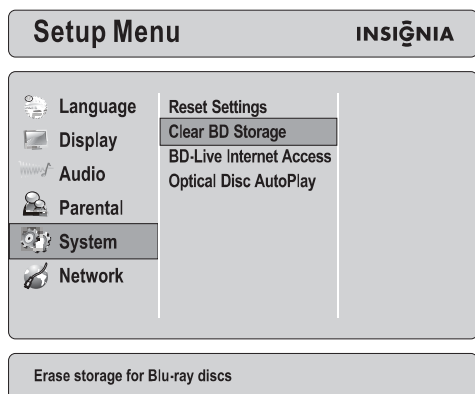 Setup Menu
INSIGNIA
Language
Display
Audio
Parental
System
Network
Reset Settings
Clear BD Storage
BD-Live Internet Access
Optical Disc AutoPlay
Erase storage for Blu-ray discs